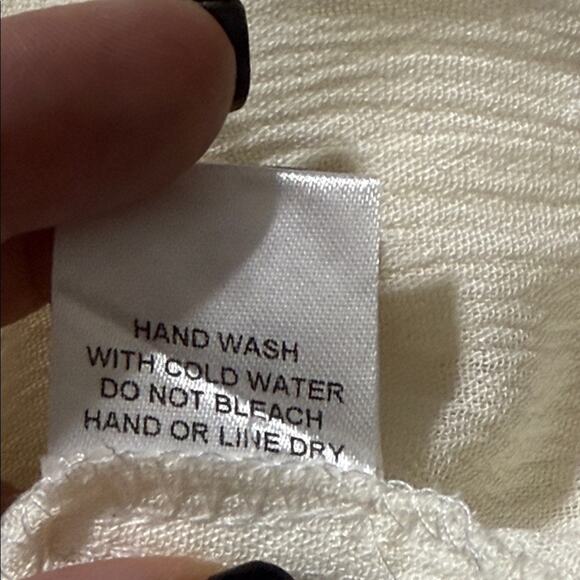 HAND WASH
WITH COLD WATER
DO NOT BLEACH
HAND OR LINE DRY